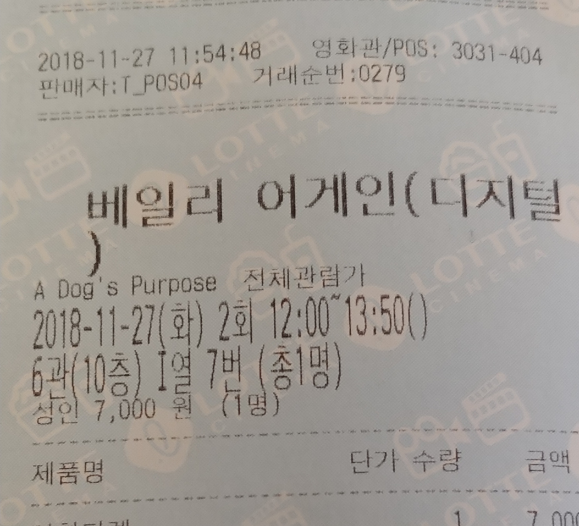 2018-11-27 11:54:48 영화관/POS: 3031-404
판매자:T_POS04 거래순번:0279
베일리 어게인(디지털
)
A Dog's Purpose 전체관람가
2018-11-27(화) 2회 12:00~13:50()
6관(10층) I열 7번 (총1명)
성인 7,000 원 (1명)
제품명 단가 수량 금액
1
LOTTE
CINEMA